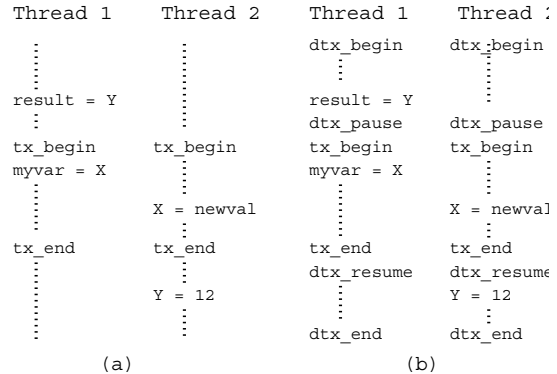 Thread 1 Thread 2
result = Y
tx_begin tx_begin
myvar = X
X = newval
tx_end tx_end
Y = 12
(a)
Thread 1 Thread 2
dtx_begin dtx_begin
result = Y
dtx_pause dtx_pause
tx_begin tx_begin
myvar = X
X = newval
tx_end tx_end
dtx_resume dtx_resume
Y = 12
dtx_end dtx_end
(b)